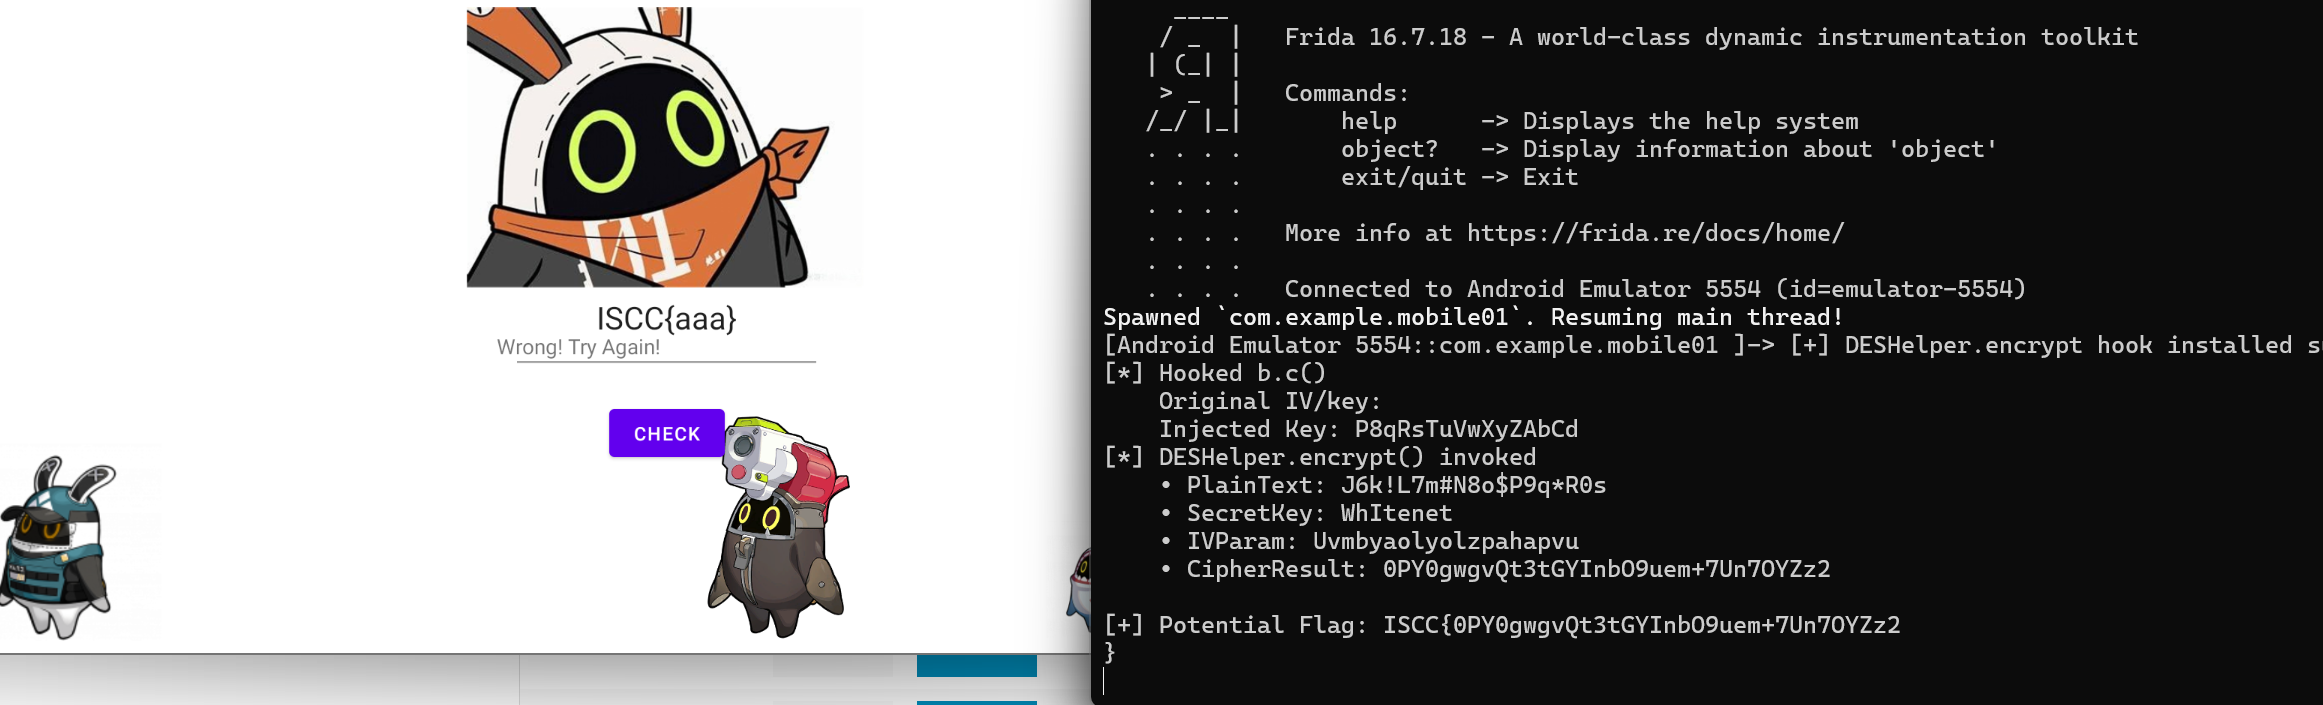 ISCC{aaa}
Wrong! Try Again!
CHECK
01
Frida 16.7.18 - A world-class dynamic instrumentation toolkit
Commands:
help -> Displays the help system
object? -> Display information about 'object'
exit/quit -> Exit
More info at https://frida.re/docs/home/
Connected to Android Emulator 5554 (id=emulator-5554)
Spawned `com.example.mobile01`. Resuming main thread!
[Android Emulator 5554::com.example.mobile01 ]-> [+] DESHelper.encrypt hook installed
[*] Hooked b.c()
Original IV/key:
Injected Key: P8qRsTuVwXyZAbCd
[*] DESHelper.encrypt() invoked
• PlainText: J6k!L7m#N8o$P9q*R0s
• SecretKey: WhItenet
• IVParam: Uvmbyaolyolzpahapvu
• CipherResult: 0PY0gwgvQt3tGYInbO9uem+7Un7OYZz2
[+] Potential Flag: ISCC{0PY0gwgvQt3tGYInbO9uem+7Un7OYZz2
}